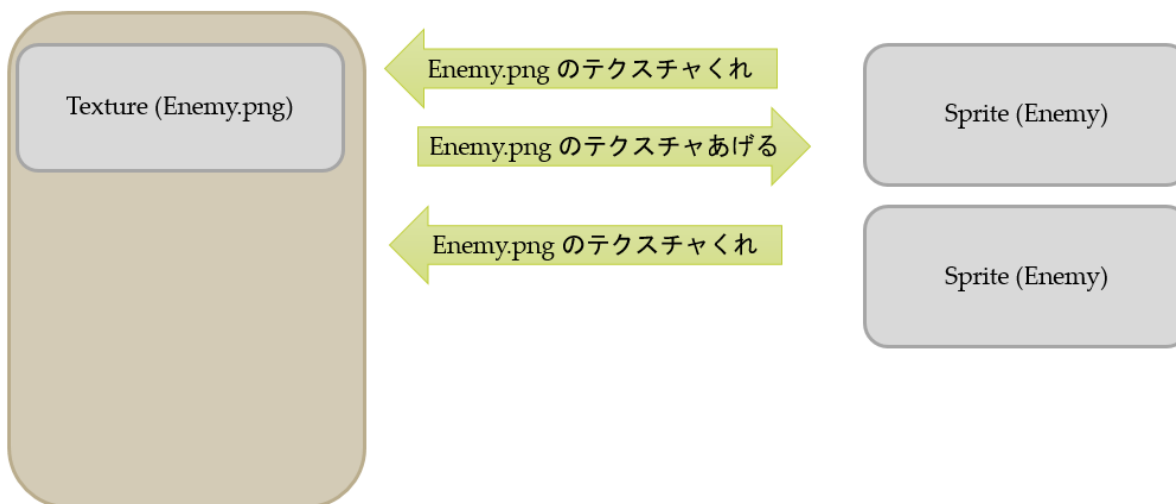 Texture (Enemy.png)
Enemy.png のテクスチャくれ
Sprite (Enemy)
Enemy.png のテクスチャあげる
Enemy.png のテクスチャくれ
Sprite (Enemy)